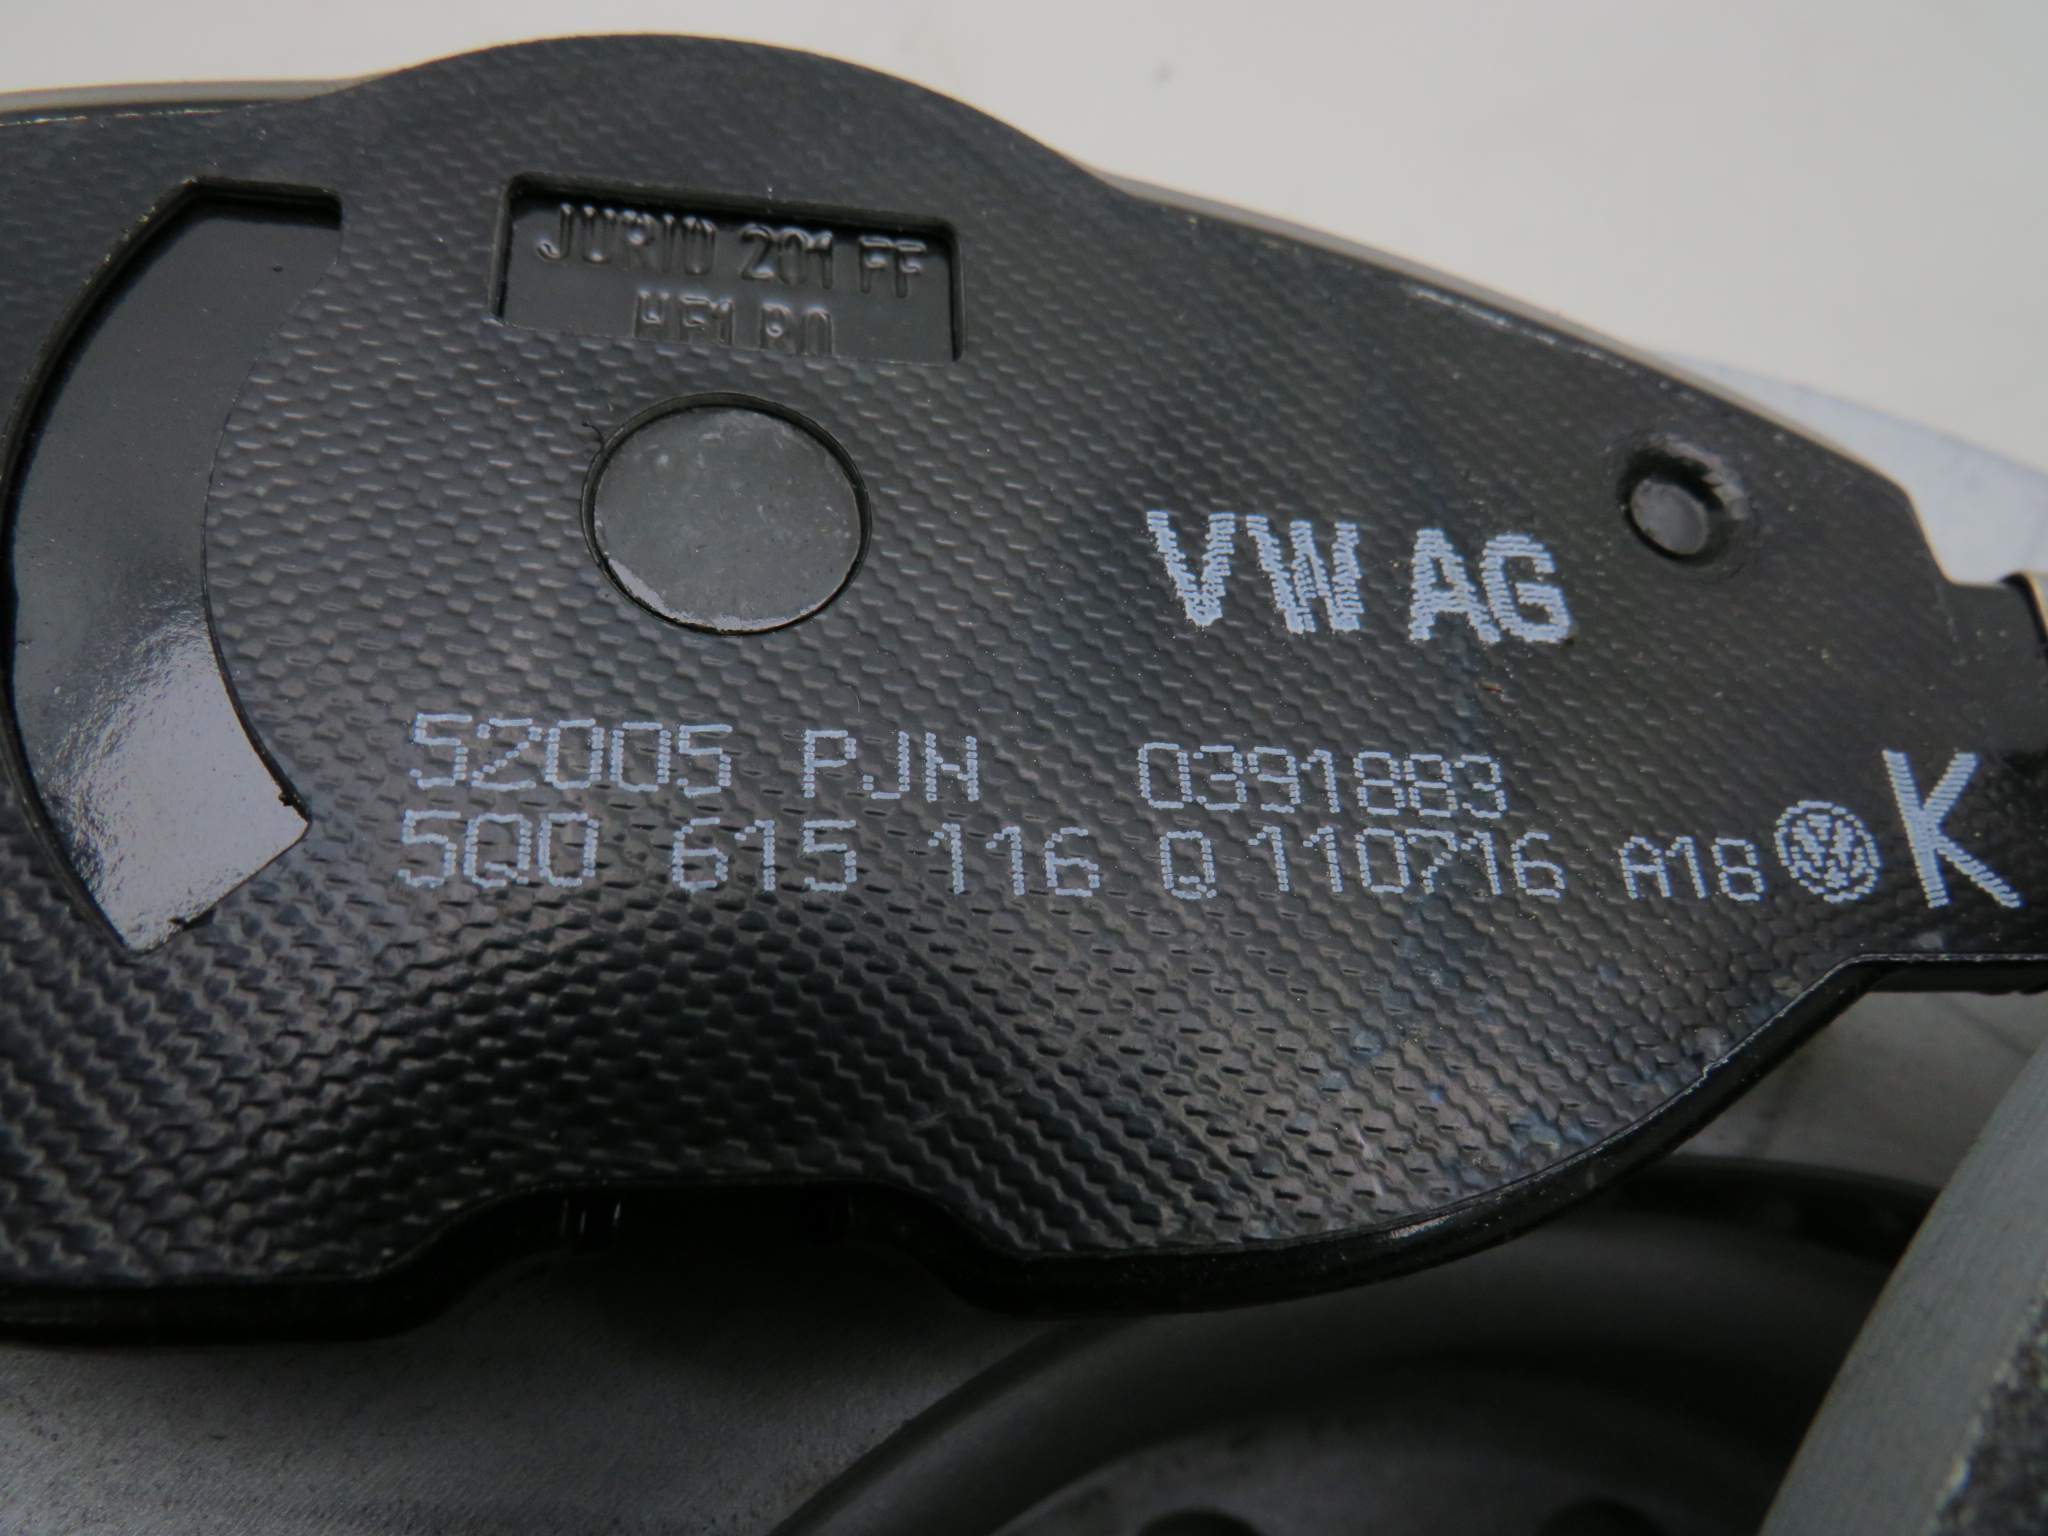 JURID 201 FF
VW AG
52005 PJH 0391883
5Q0 615 116 Q 110716 A18 K